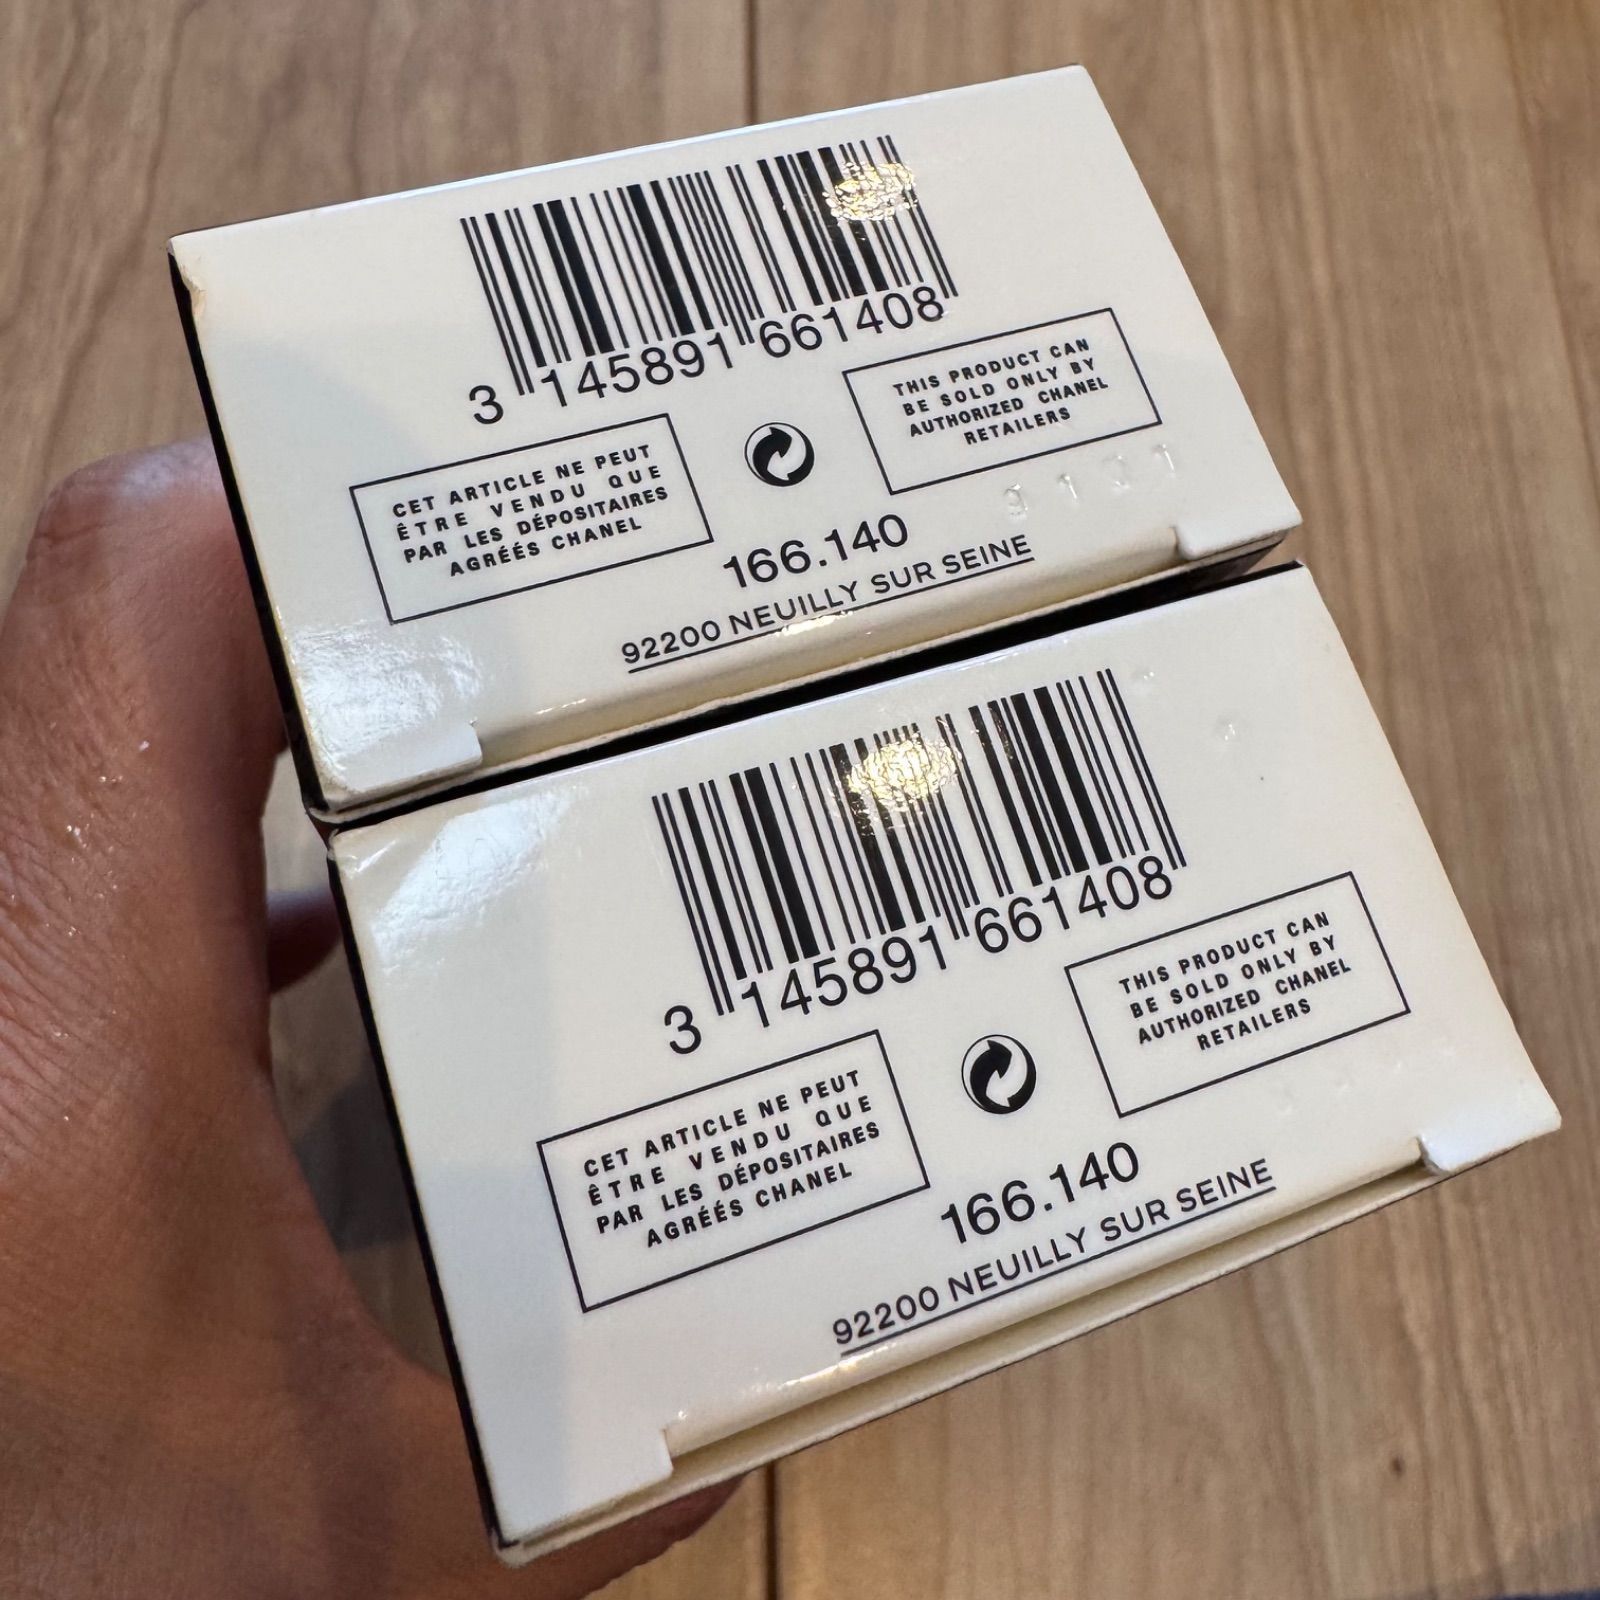 3 145891 661408
THIS PRODUCT CAN
BE SOLD ONLY BY
AUTHORIZED CHANEL
RETAILERS
CET ARTICLE NE PEUT
ÊTRE VENDU QUE
PAR LES DÉPOSITAIRES
AGRÉÉS CHANEL
166.140
92200 NEUILLY SUR SEINE
3 145891 661408
THIS PRODUCT CAN
BE SOLD ONLY BY
AUTHORIZED CHANEL
RETAILERS
CET ARTICLE NE PEUT
ÊTRE VENDU QUE
PAR LES DÉPOSITAIRES
AGRÉÉS CHANEL
166.140
92200 NEUILLY SUR SEINE